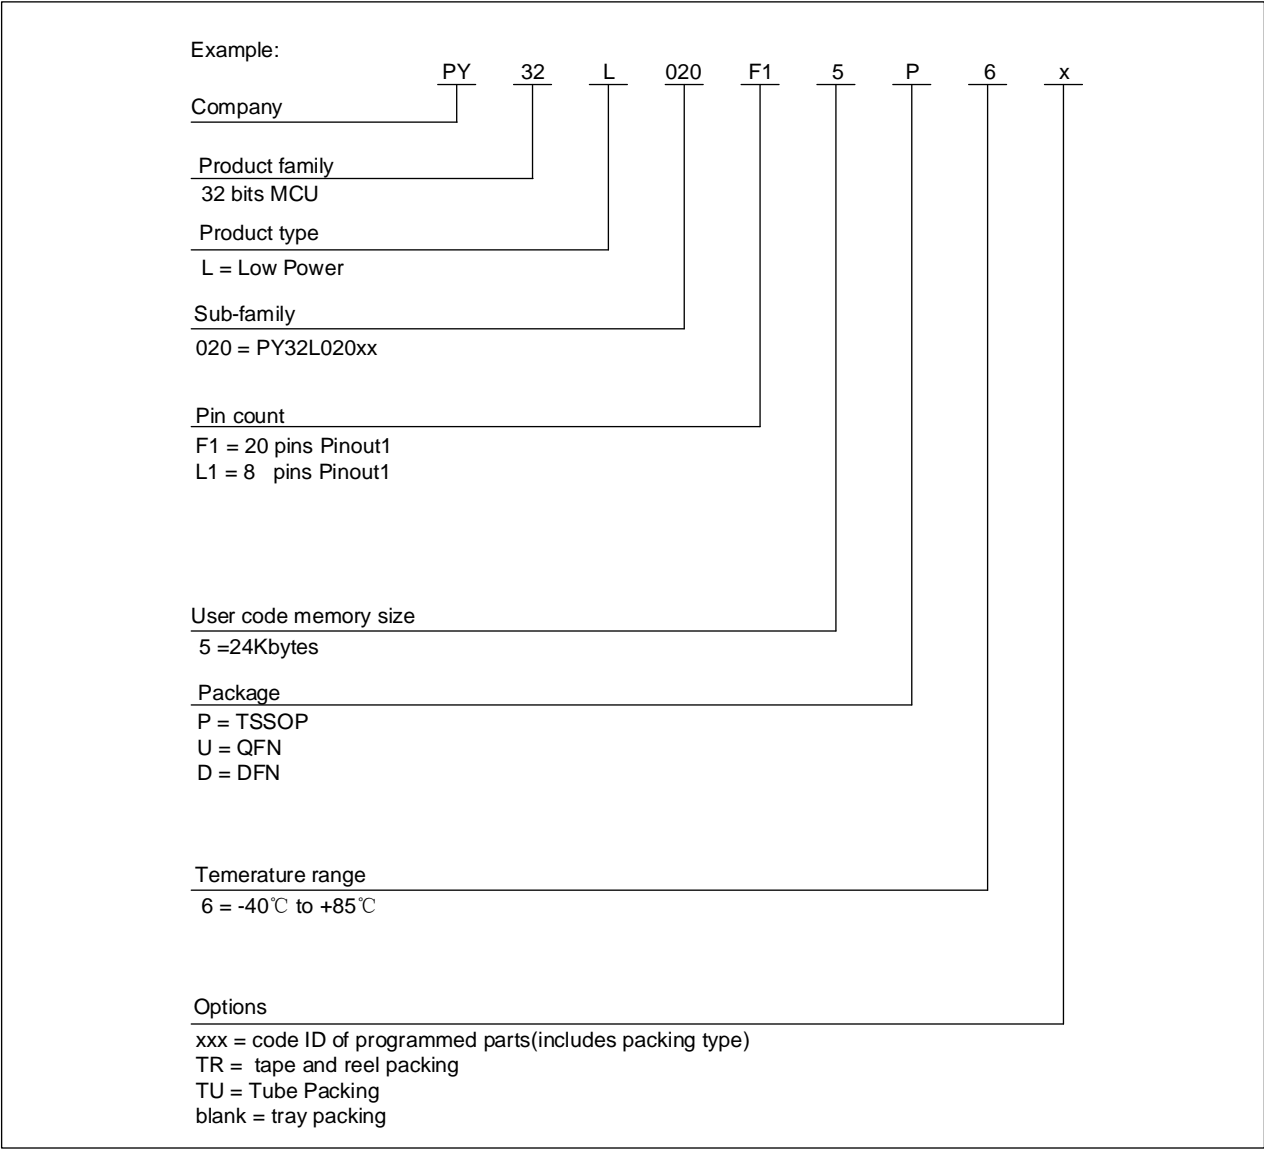 Example:
PY 32 L 020 F1 5 P 6 x
Company
Product family
32 bits MCU
Product type
L = Low Power
Sub-family
020 = PY32L020xx
Pin count
F1 = 20 pins Pinout1
L1 = 8 pins Pinout1
User code memory size
5 =24Kbytes
Package
P = TSSOP
U = QFN
D = DFN
Temerature range
6 = -40℃ to +85℃
Options
xxx = code ID of programmed parts(includes packing type)
TR = tape and reel packing
TU = Tube Packing
blank = tray packing